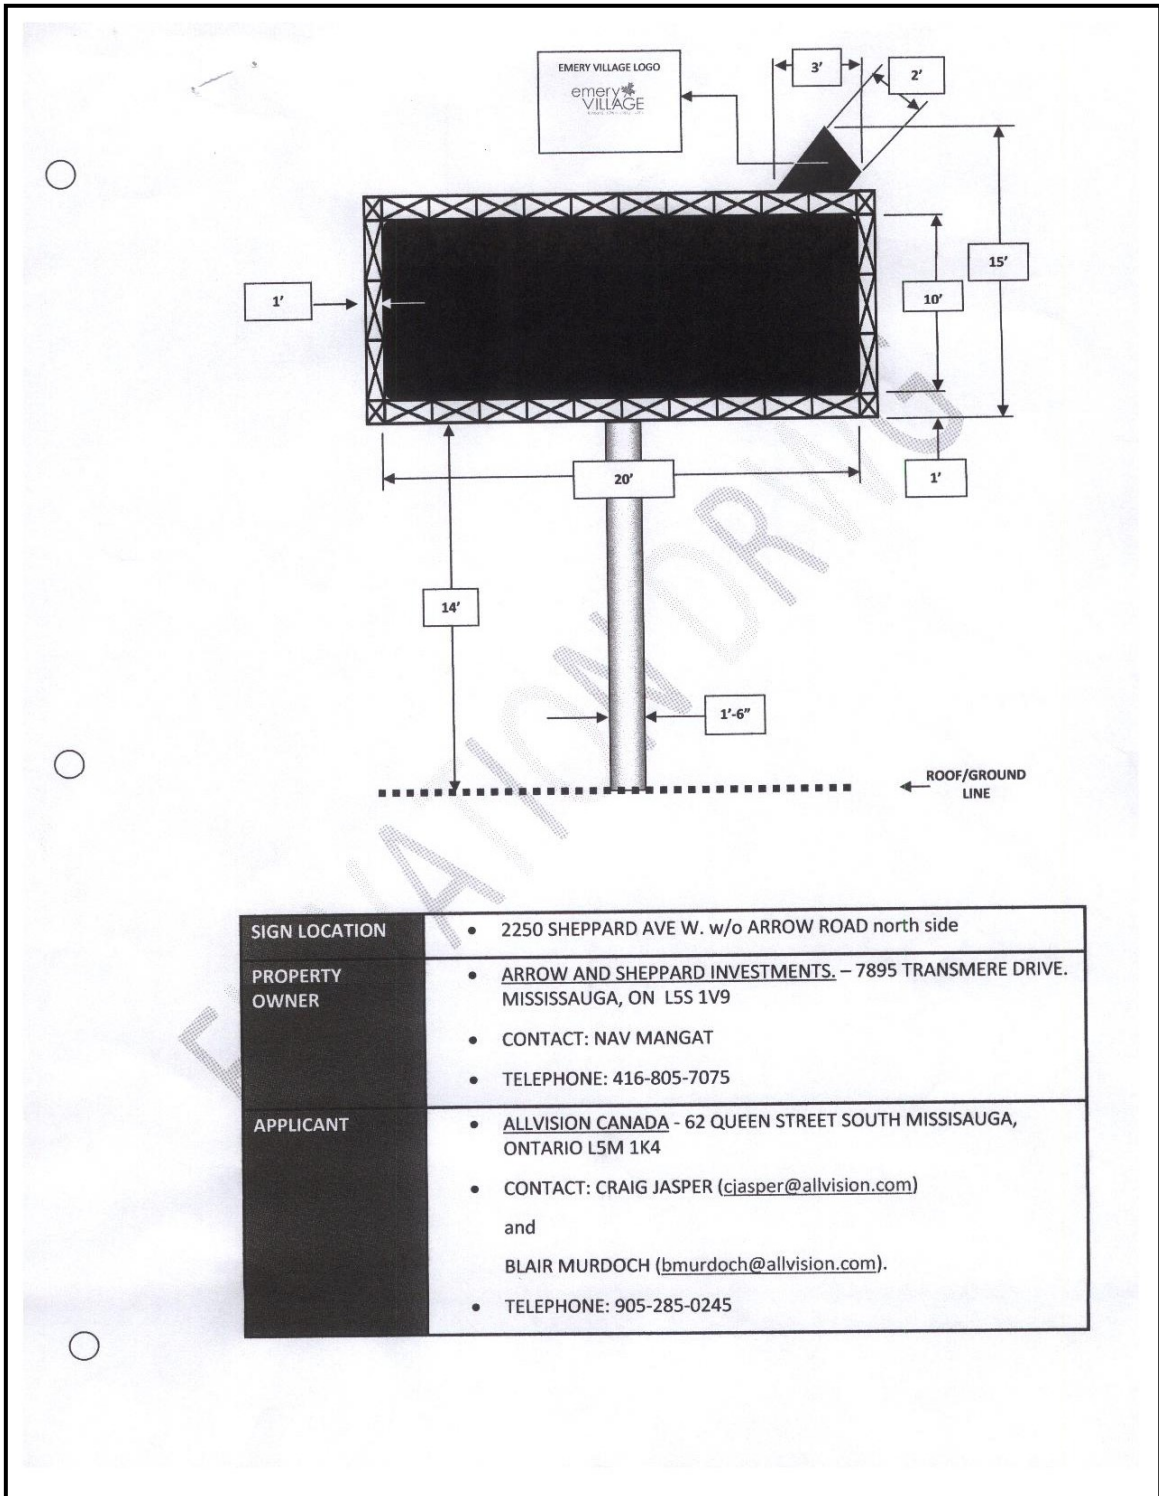 EMERY VILLAGE LOGO
emery
VILLAGE
3'
2'
15'
10'
1'
1'
20'
14'
1'-6"
ROOF/GROUND
LINE
ELEVATION DRWG
SIGN LOCATION
• 2250 SHEPPARD AVE W. w/o ARROW ROAD north side
PROPERTY
OWNER
• ARROW AND SHEPPARD INVESTMENTS. – 7895 TRANSMERE DRIVE.
MISSISSAUGA, ON L5S 1V9
• CONTACT: NAV MANGAT
• TELEPHONE: 416-805-7075
APPLICANT
• ALLVISION CANADA - 62 QUEEN STREET SOUTH MISSISAUGA,
ONTARIO L5M 1K4
• CONTACT: CRAIG JASPER (cjasper@allvision.com)
and
BLAIR MURDOCH (bmurdoch@allvision.com).
• TELEPHONE: 905-285-0245